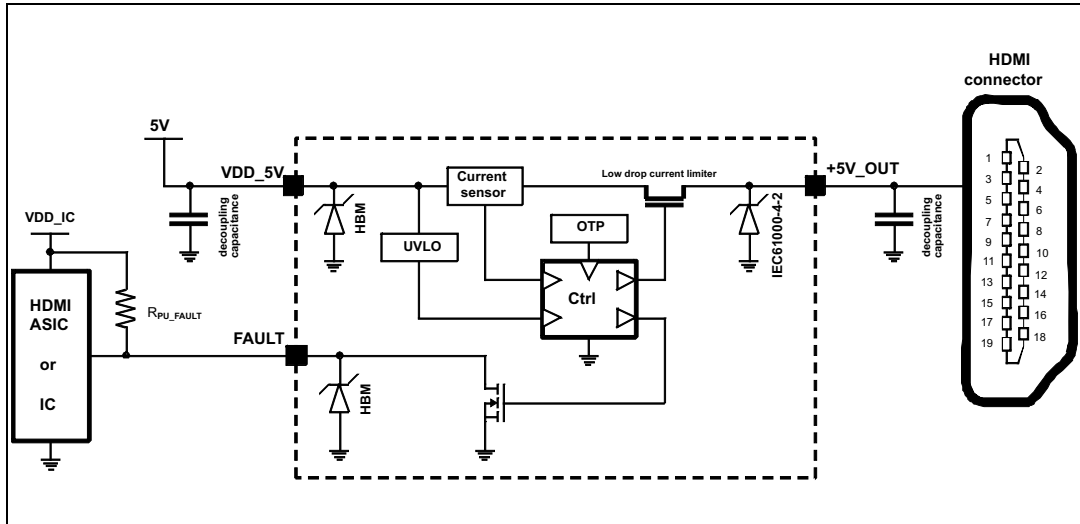 HDMI
connector
5V
VDD_5V
Current
sensor
Low drop current limiter
+5V_OUT
HBM
IEC61000-4-2
decoupling
capacitance
decoupling
capacitance
VDD_IC
UVLO
OTP
Ctrl
HDMI
ASIC
or
IC
RPU_FAULT
FAULT
HBM
1
2
3
4
5
6
7
8
9
10
11
12
13
14
15
16
17
18
19